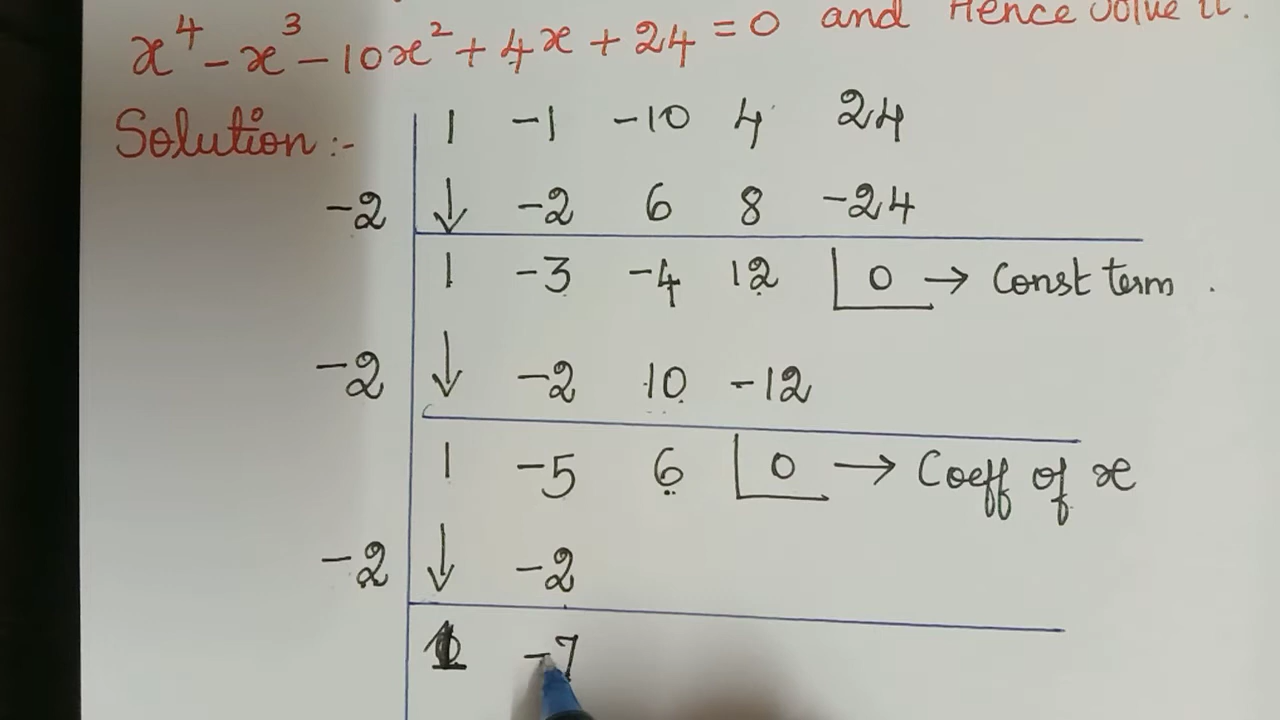 x⁴ - x³ - 10x² + 4x + 24 = 0 and Hence Solve it.
Solution :-
1 -1 -10 4 24
-2 ↓ -2 6 8 -24
1 -3 -4 12 0 → Const term .
-2 ↓ -2 10 -12
1 -5 6 0 → Coeff of x
-2 ↓ -2
1 -7